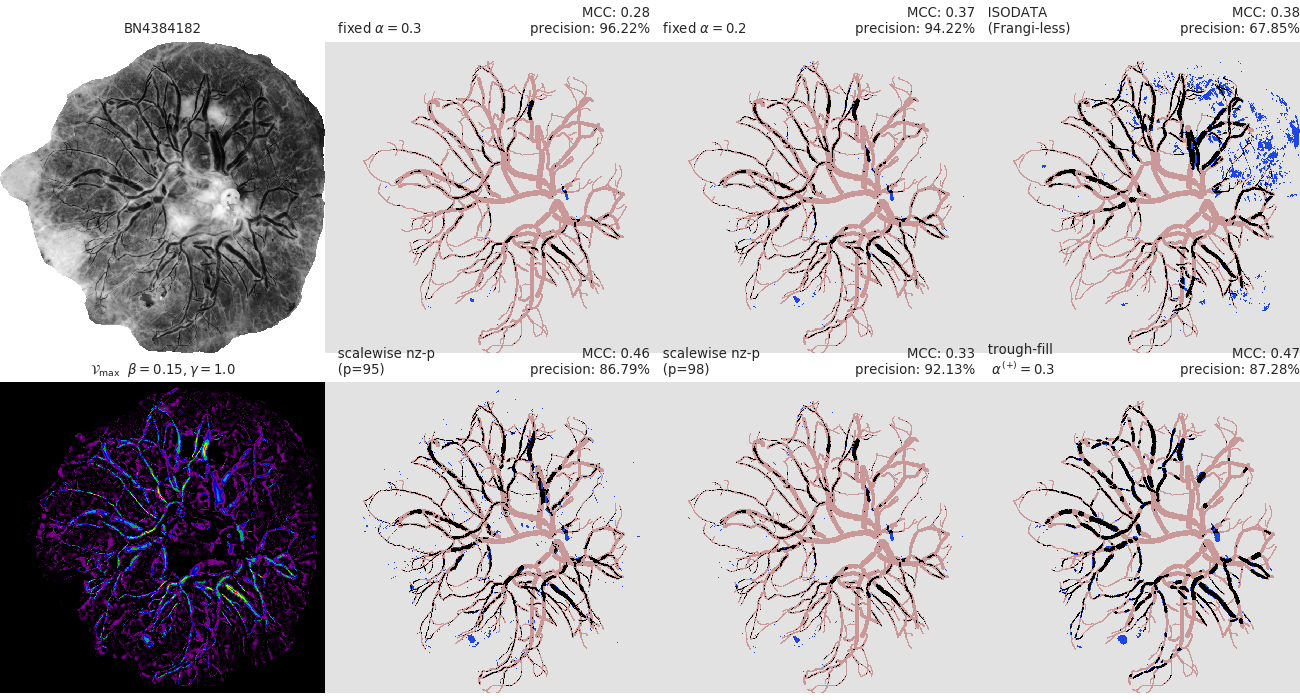 BN4384182
fixed α = 0.3
MCC: 0.28
precision: 96.22%
fixed α = 0.2
MCC: 0.37
precision: 94.22%
ISODATA
(Frangi-less)
MCC: 0.38
precision: 67.85%
𝒱max β = 0.15, γ = 1.0
scalewise nz-p
(p=95)
MCC: 0.46
precision: 86.79%
scalewise nz-p
(p=98)
MCC: 0.33
precision: 92.13%
trough-fill
α(+) = 0.3
MCC: 0.47
precision: 87.28%